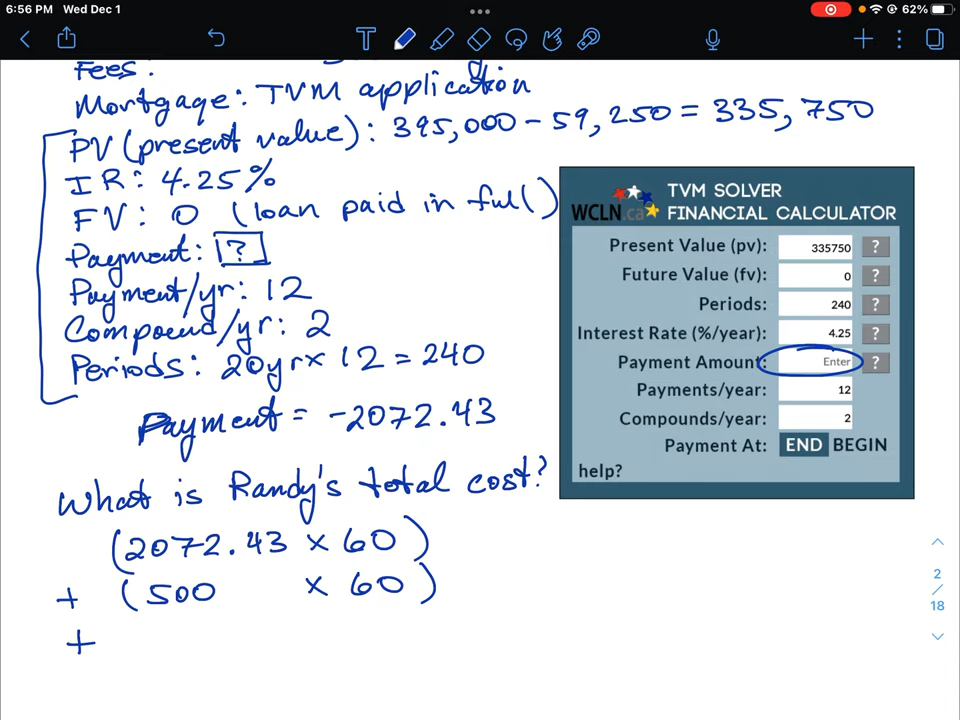 6:56 PM Wed Dec 1
62%
Fees:
Mortgage: TVM application
PV (present value): 395,000 - 59,250 = 335,750
IR: 4.25%
FV: 0 (loan paid in full)
Payment: ?
Payment/yr: 12
Compound/yr: 2
Periods: 20yr x 12 = 240
Payment = -2072.43
What is Randy's total cost?
(2072.43 x 60)
+ (500 x 60)
+
TVM SOLVER
WCLN.ca FINANCIAL CALCULATOR
Present Value (pv): 335750 ?
Future Value (fv): 0 ?
Periods: 240 ?
Interest Rate (%/year): 4.25 ?
Payment Amount: Enter ?
Payments/year: 12
Compounds/year: 2
Payment At: END BEGIN
help?
2
/
18